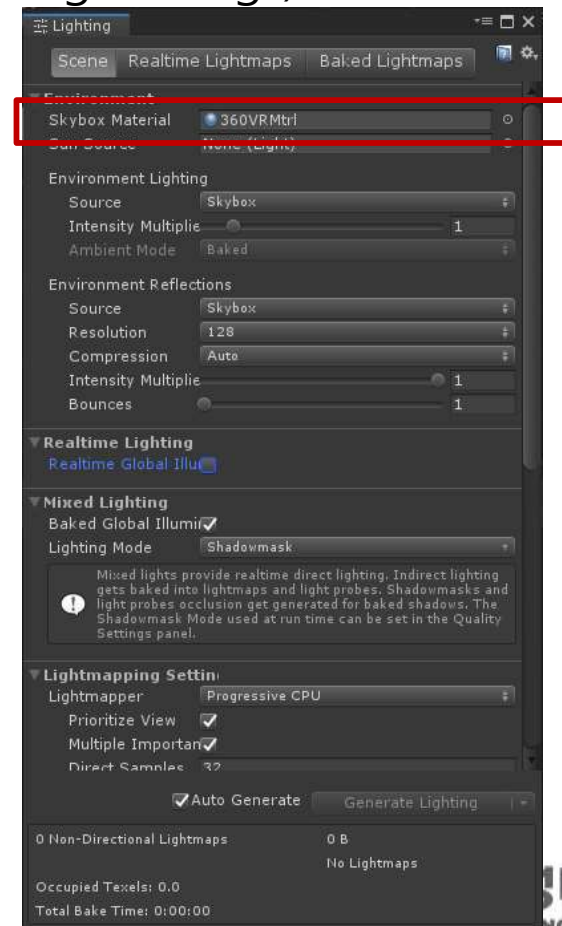 Lighting
Scene Realtime Lightmaps Baked Lightmaps
Environment
Skybox Material 360VRMtrl
Sun Source None (Light)
Environment Lighting
Source Skybox
Intensity Multiplie 1
Ambient Mode Baked
Environment Reflections
Source Skybox
Resolution 128
Compression Auto
Intensity Multiplie 1
Bounces 1
Realtime Lighting
Realtime Global Illu
Mixed Lighting
Baked Global Illumi
Lighting Mode Shadowmask
Mixed lights provide realtime direct lighting. Indirect lighting
gets baked into lightmaps and light probes. Shadowmasks and
light probes occlusion get generated for baked shadows. The
Shadowmask Mode used at run time can be set in the Quality
Settings panel.
Lightmapping Settin
Lightmapper Progressive CPU
Prioritize View
Multiple Importan
Direct Samples 32
Auto Generate Generate Lighting
0 Non-Directional Lightmaps 0 B
No Lightmaps
Occupied Texels: 0.0
Total Bake Time: 0:00:00